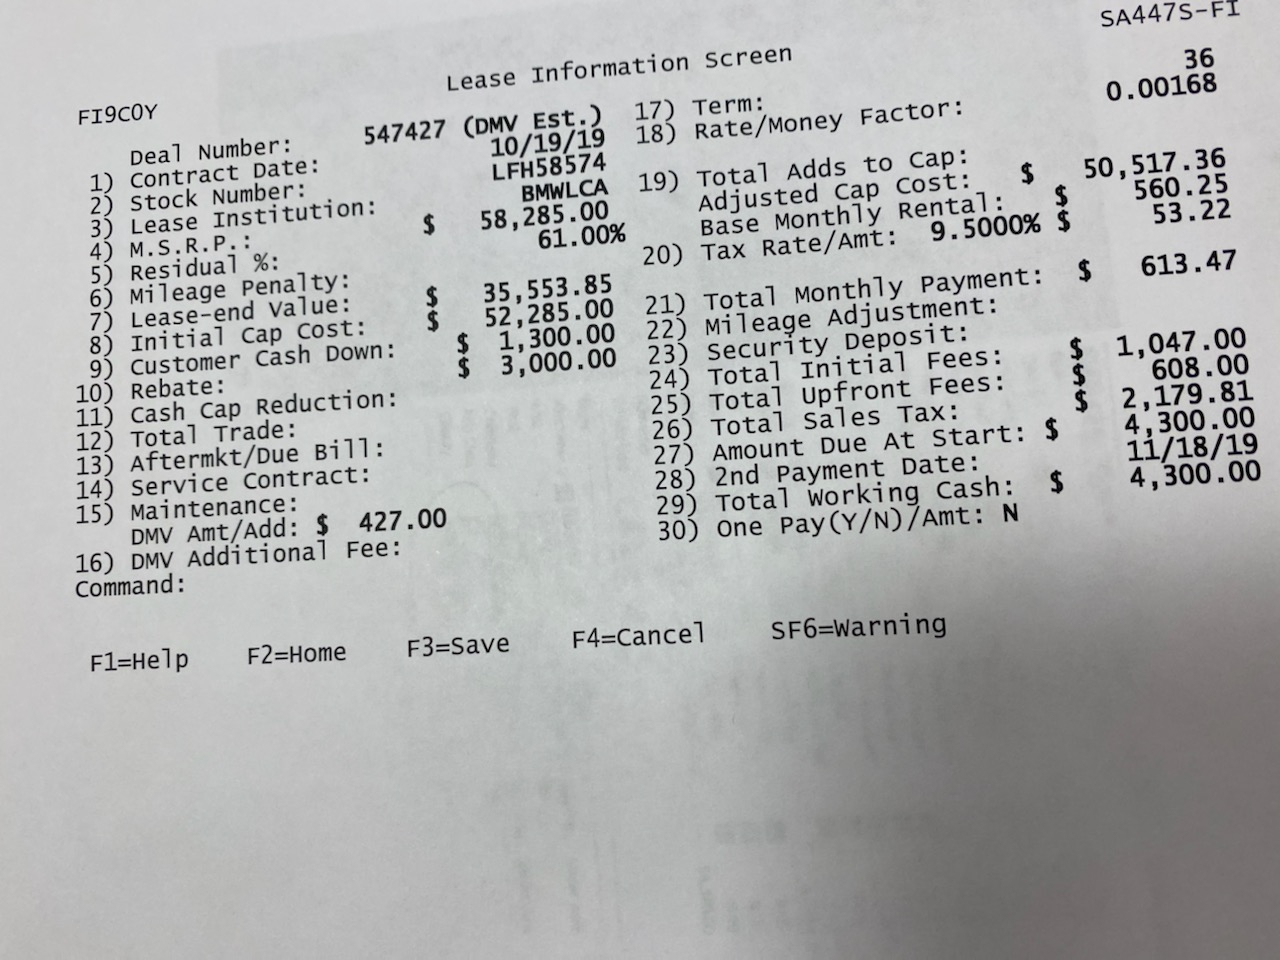 SA447S-FI
Lease Information Screen
FI9C0Y
Deal Number: 547427 (DMV Est.)
1) Contract Date: 10/19/19
2) Stock Number: LFH58574
3) Lease Institution: BMWLCA
4) M.S.R.P.: $ 58,285.00
5) Residual %: 61.00%
6) Mileage Penalty:
7) Lease-end Value: $ 35,553.85
8) Initial Cap Cost: $ 52,285.00
9) Customer Cash Down: $ 1,300.00
10) Rebate: $ 3,000.00
11) Cash Cap Reduction:
12) Total Trade:
13) Aftermkt/Due Bill:
14) Service Contract:
15) Maintenance:
DMV Amt/Add: $ 427.00
16) DMV Additional Fee:
Command:
17) Term: 36
18) Rate/Money Factor: 0.00168
19) Total Adds to Cap:
Adjusted Cap Cost: $ 50,517.36
Base Monthly Rental: $ 560.25
20) Tax Rate/Amt: 9.5000% $ 53.22
21) Total Monthly Payment: $ 613.47
22) Mileage Adjustment:
23) Security Deposit:
24) Total Initial Fees: $ 1,047.00
25) Total Upfront Fees: $ 608.00
26) Total Sales Tax: $ 2,179.81
27) Amount Due At Start: $ 4,300.00
28) 2nd Payment Date: 11/18/19
29) Total Working Cash: $ 4,300.00
30) One Pay(Y/N)/Amt: N
F1=Help F2=Home F3=Save F4=Cancel SF6=Warning